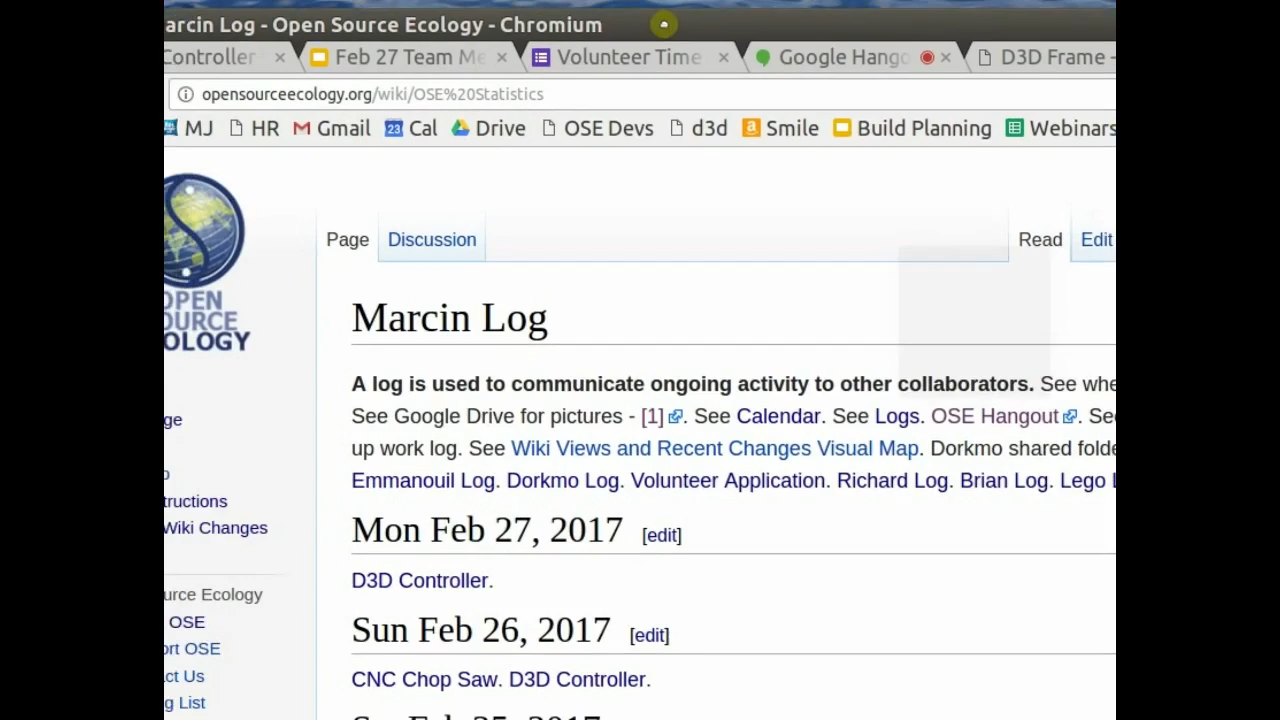 arcin Log - Open Source Ecology - Chromium
Controller Feb 27 Team Me Volunteer Time Google Hango D3D Frame -
opensourceecology.org/wiki/OSE%20Statistics
MJ HR Gmail 23 Cal Drive OSE Devs d3d Smile Build Planning Webinars
OPEN
OURCE
OLOGY
Page Discussion Read Edit
Marcin Log
A log is used to communicate ongoing activity to other collaborators. See whe
See Google Drive for pictures - [1]. See Calendar. See Logs. OSE Hangout. See
up work log. See Wiki Views and Recent Changes Visual Map. Dorkmo shared folde
Emmanouil Log. Dorkmo Log. Volunteer Application. Richard Log. Brian Log. Lego L
ge
p
tructions
Wiki Changes
urce Ecology
OSE
ort OSE
ct Us
g List
Mon Feb 27, 2017 [edit]
D3D Controller.
Sun Feb 26, 2017 [edit]
CNC Chop Saw. D3D Controller.